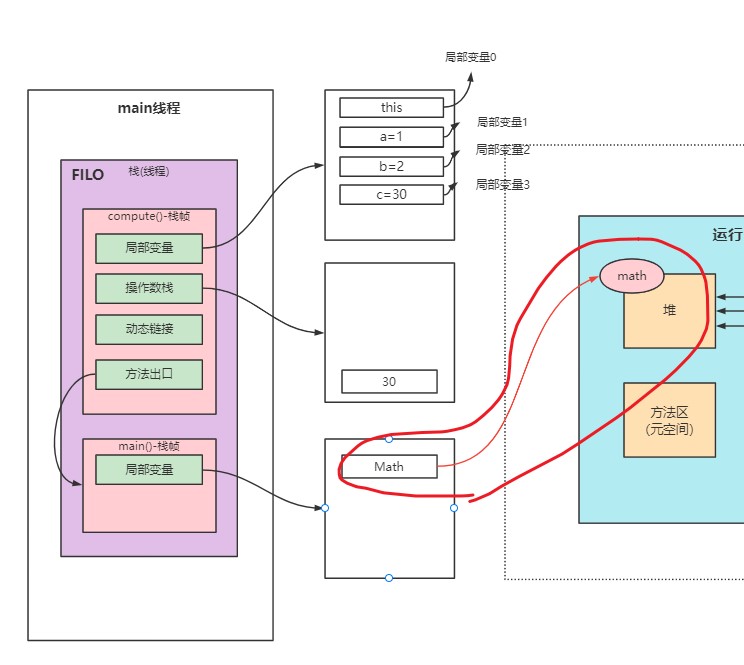 局部变量0
main线程
this
a=1
局部变量1
b=2
局部变量2
c=30
局部变量3
FILO
栈(线程)
compute()-栈帧
局部变量
操作数栈
动态链接
方法出口
30
main()-栈帧
局部变量
Math
运行
math
堆
方法区
(元空间)